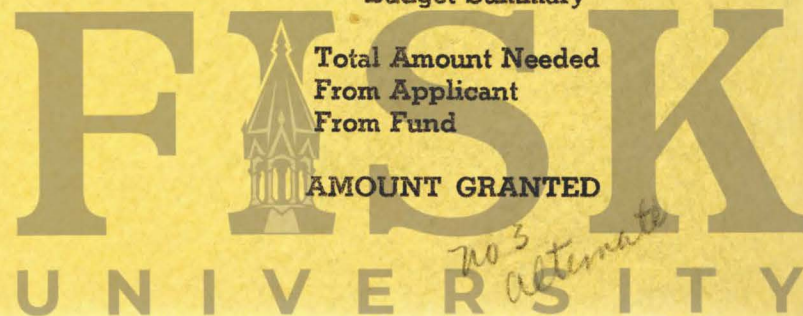 Budget Summary
Total Amount Needed
From Applicant
From Fund
AMOUNT GRANTED
no 3
alternate
FISK
UNIVERSITY